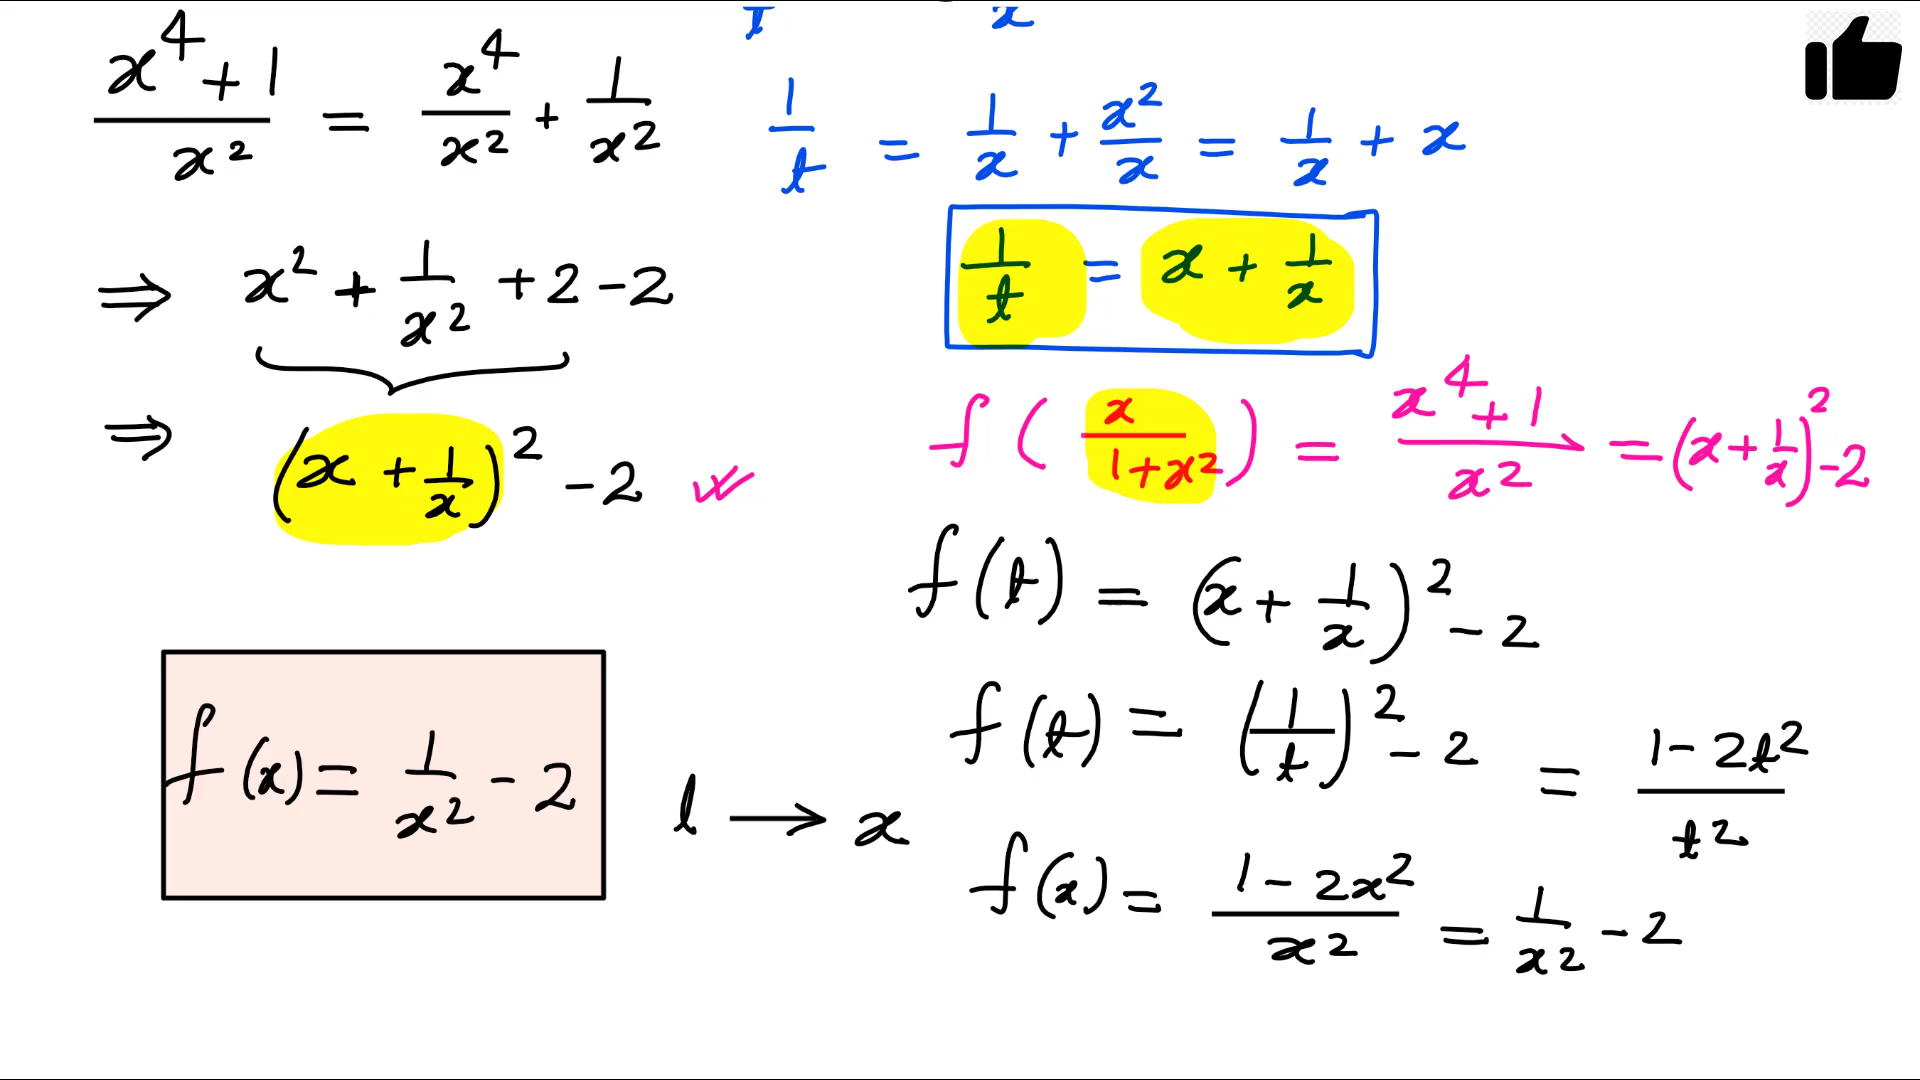 x⁴ + 1 / x² = x⁴ / x² + 1 / x²
⇒ x² + 1 / x² + 2 - 2
⇒ (x + 1 / x)² - 2
f(x) = 1 / x² - 2
t → x
1 / t = 1 / x + x² / x = 1 / x + x
1 / t = x + 1 / x
f( x / 1 + x² ) = x⁴ + 1 / x² = (x + 1 / x)² - 2
f(t) = (x + 1 / x)² - 2
f(t) = (1 / t)² - 2 = 1 - 2t² / t²
f(x) = 1 - 2x² / x² = 1 / x² - 2